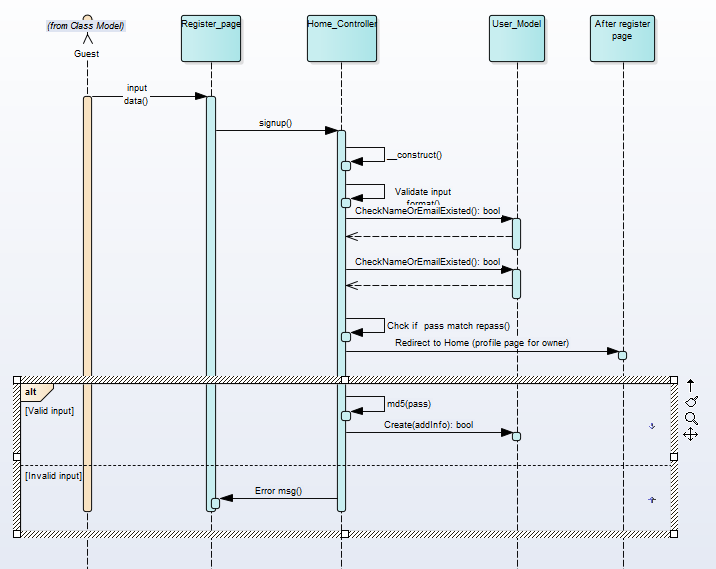 (from Class Model)
Guest
Register_page
Home_Controller
User_Model
After register
page
input
data()
signup()
__construct()
Validate input
format()
CheckNameOrEmailExisted(): bool
CheckNameOrEmailExisted(): bool
Chck if pass match repass()
Redirect to Home (profile page for owner)
alt
[Valid input]
md5(pass)
Create(addInfo): bool
[Invalid input]
Error msg()